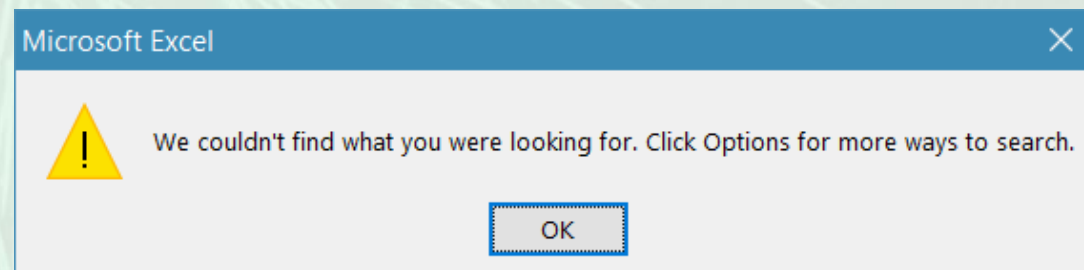 Microsoft Excel
We couldn't find what you were looking for. Click Options for more ways to search.
OK